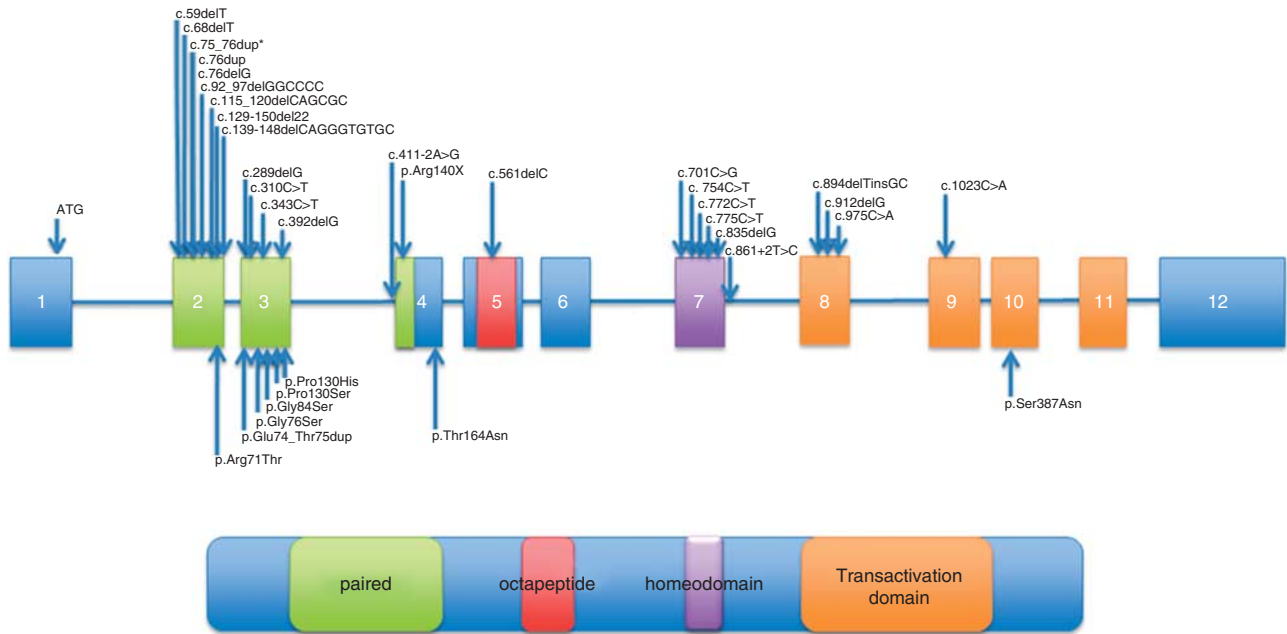 c.59delT
c.68delT
c.75_76dup*
c.76dup
c.76delG
c.92_97delGGCCCC
c.115_120delCAGCGC
c.129-150del22
c.139-148delCAGGGTGTGC
ATG
c.289delG
c.310C>T
c.343C>T
c.392delG
c.411-2A>G
p.Arg140X
c.561delC
c.701C>G
c. 754C>T
c.772C>T
c.775C>T
c.835delG
c.861+2T>C
c.894delTinsGC
c.912delG
c.975C>A
c.1023C>A
1 2 3 4 5 6 7 8 9 10 11 12
p.Pro130His
p.Pro130Ser
p.Gly84Ser
p.Gly76Ser
p.Glu74_Thr75dup
p.Arg71Thr
p.Thr164Asn
p.Ser387Asn
paired octapeptide homeodomain Transactivation
domain